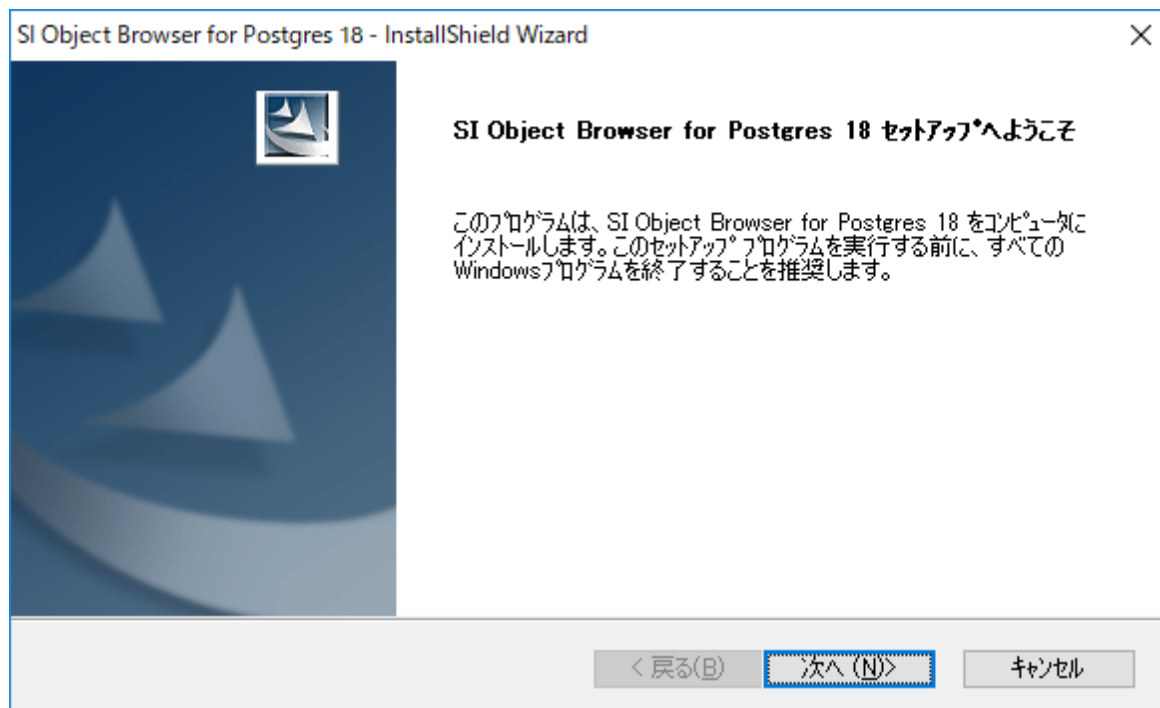 SI Object Browser for Postgres 18 - InstallShield Wizard
SI Object Browser for Postgres 18 ｾｯﾄｱｯﾌﾟへようこそ
このﾌﾟﾛｸﾞﾗﾑは、SI Object Browser for Postgres 18 をｺﾝﾋﾟｭｰﾀに
ｲﾝｽﾄｰﾙします。このｾｯﾄｱｯﾌﾟ ﾌﾟﾛｸﾞﾗﾑを実行する前に、すべての
Windowsﾌﾟﾛｸﾞﾗﾑを終了することを推奨します。
< 戻る(B)
次へ (N)>
ｷｬﾝｾﾙ